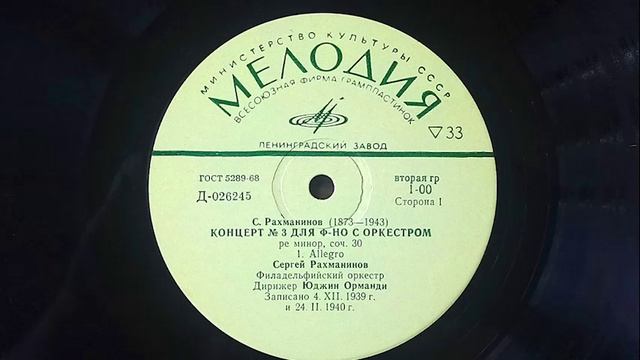 МИНИСТЕРСТВО КУЛЬТУРЫ СССР
МЕЛОДИЯ
ВСЕСОЮЗНАЯ ФИРМА ГРАМПЛАСТИНОК
▽33
ЛЕНИНГРАДСКИЙ ЗАВОД
ГОСТ 5289-68
Д-026245
вторая гр
1-00
Сторона 1
С. Рахманинов (1873—1943)
КОНЦЕРТ № 3 ДЛЯ Ф-НО С ОРКЕСТРОМ
ре минор, соч. 30
1. Allegro
Сергей Рахманинов
Филадельфийский оркестр
Дирижер Юджин Орманди
Записано 4. XII. 1939 г.
и 24. II. 1940 г.